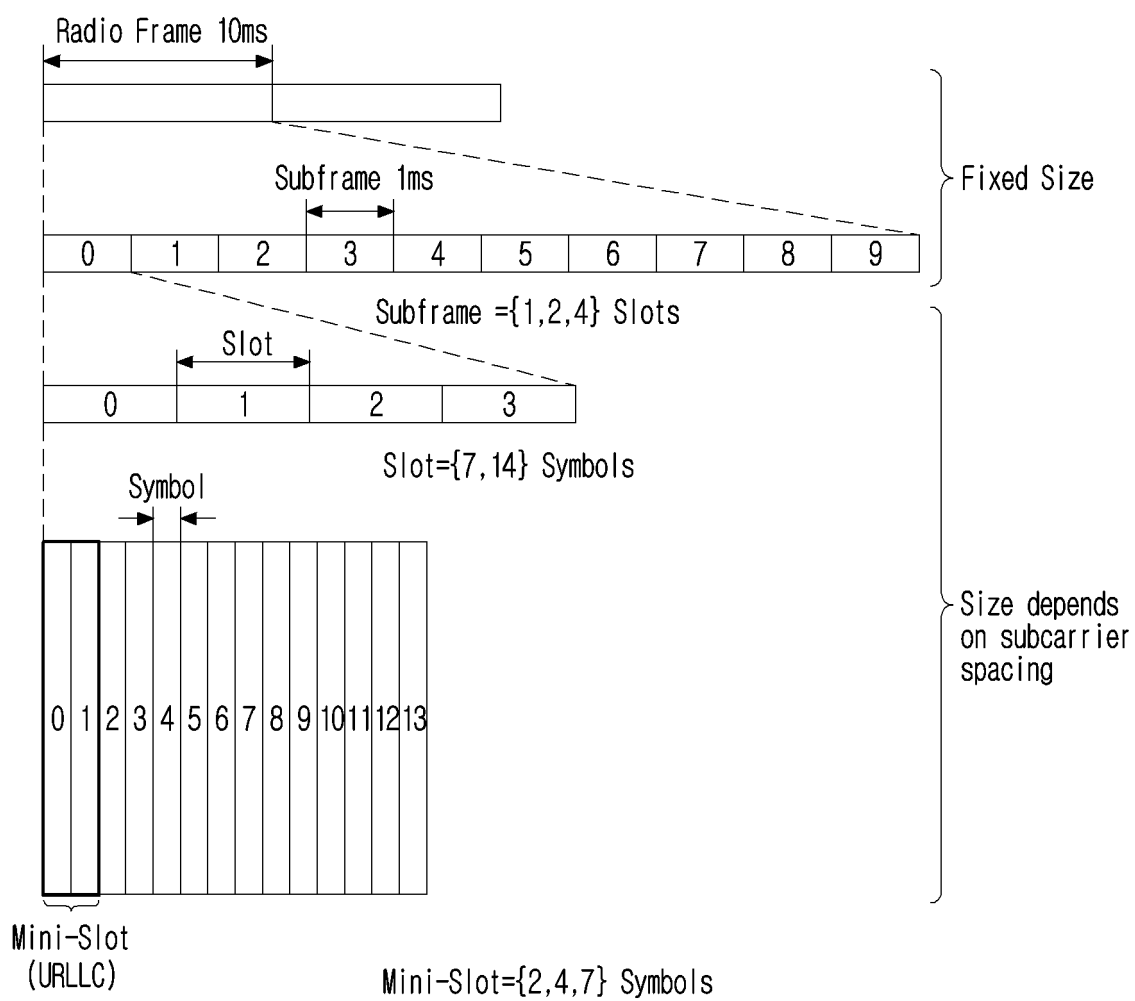 Radio Frame 10ms
Subframe 1ms
Fixed Size
0 1 2 3 4 5 6 7 8 9
Subframe ={1,2,4} Slots
Slot
0 1 2 3
Slot={7,14} Symbols
Symbol
Size depends
on subcarrier
spacing
0 1 2 3 4 5 6 7 8 9 10 11 12 13
Mini-Slot
(URLLC)
Mini-Slot={2,4,7} Symbols